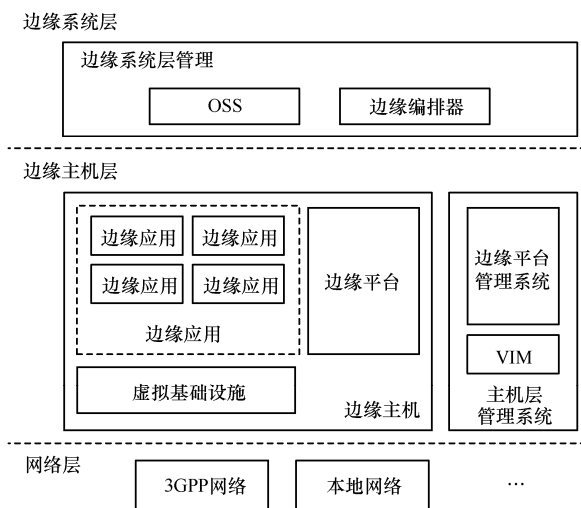 边缘系统层
边缘系统层管理
OSS
边缘编排器
边缘主机层
边缘应用
边缘应用
边缘应用
边缘应用
边缘应用
边缘平台
虚拟基础设施
边缘主机
边缘平台
管理系统
VIM
主机层
管理系统
网络层
3GPP网络
本地网络
…